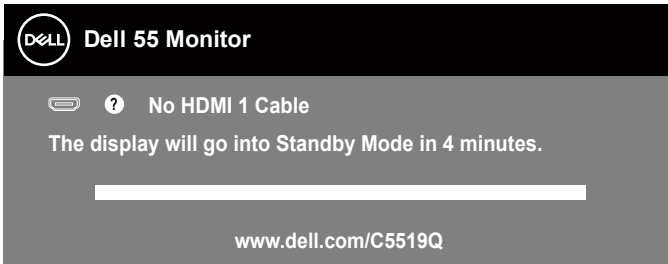 DELL Dell 55 Monitor
? No HDMI 1 Cable
The display will go into Standby Mode in 4 minutes.
www.dell.com/C5519Q